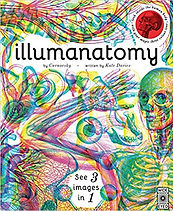 illumanatomy
by Carnovsky written by Kate Davies
See 3
images
in 1